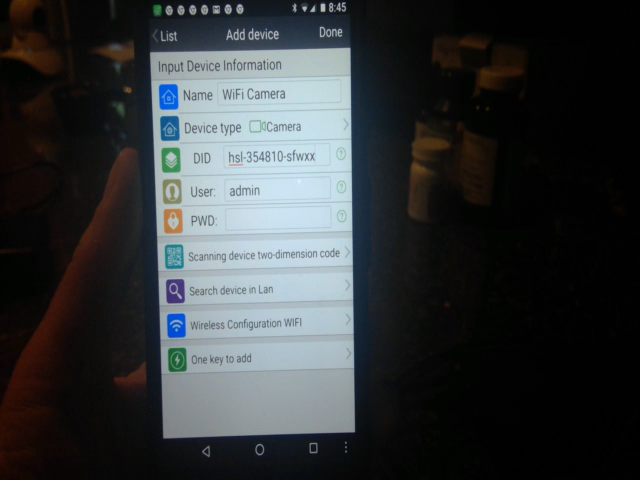 8:45
List Add device Done
Input Device Information
Name WiFi Camera
Device type Camera
DID hsl-354810-sfwxx
User: admin
PWD:
Scanning device two-dimension code
Search device in Lan
Wireless Configuration WIFI
One key to add